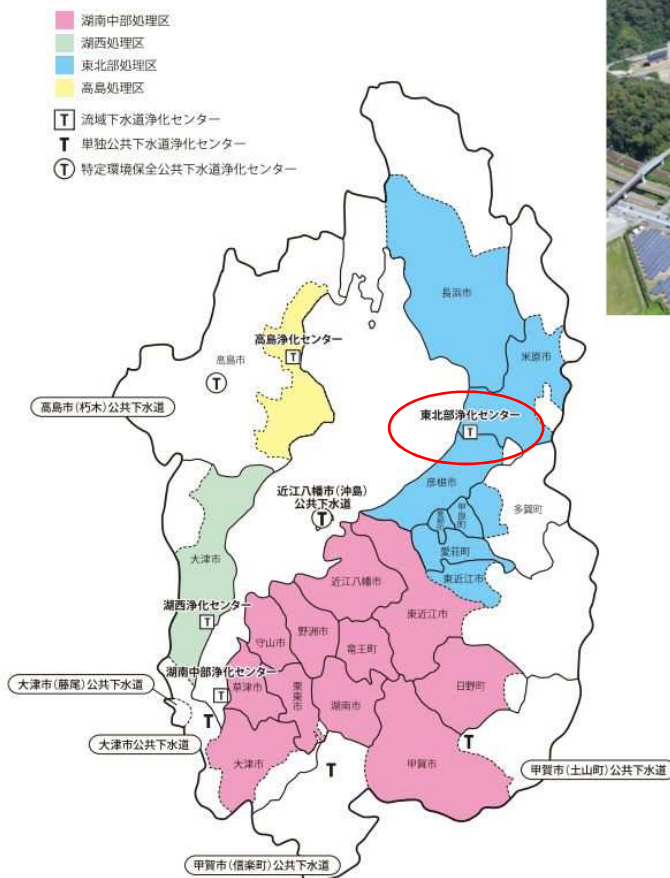 湖南中部処理区
湖西処理区
東北部処理区
高島処理区
T 流域下水道浄化センター
T 単独公共下水道浄化センター
T 特定環境保全公共下水道浄化センター
長浜市
高島浄化センター
T
米原市
高島市
T
高島市(朽木)公共下水道
東北部浄化センター
T
彦根市
近江八幡市(沖島)
公共下水道
T
甲良町
多賀町
愛荘町
大津市
近江八幡市
東近江市
東近江市
湖西浄化センター
T
守山市
野洲市
竜王町
湖南中部浄化センター
T
日野町
大津市(藤尾)公共下水道
草津市
栗東市
湖南市
T
大津市公共下水道
大津市
T
T
甲賀市
甲賀市(土山町)公共下水道
甲賀市(信楽町)公共下水道